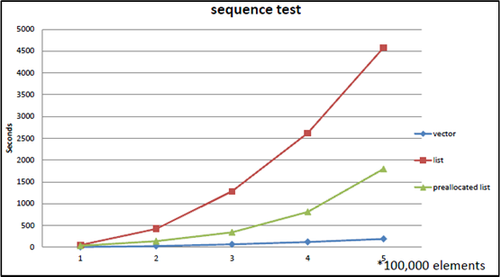 sequence test
5000
4500
4000
3500
3000
2500
2000
1500
1000
500
0
Seconds
vector
list
preallocated list
1 2 3 4 5
*100,000 elements